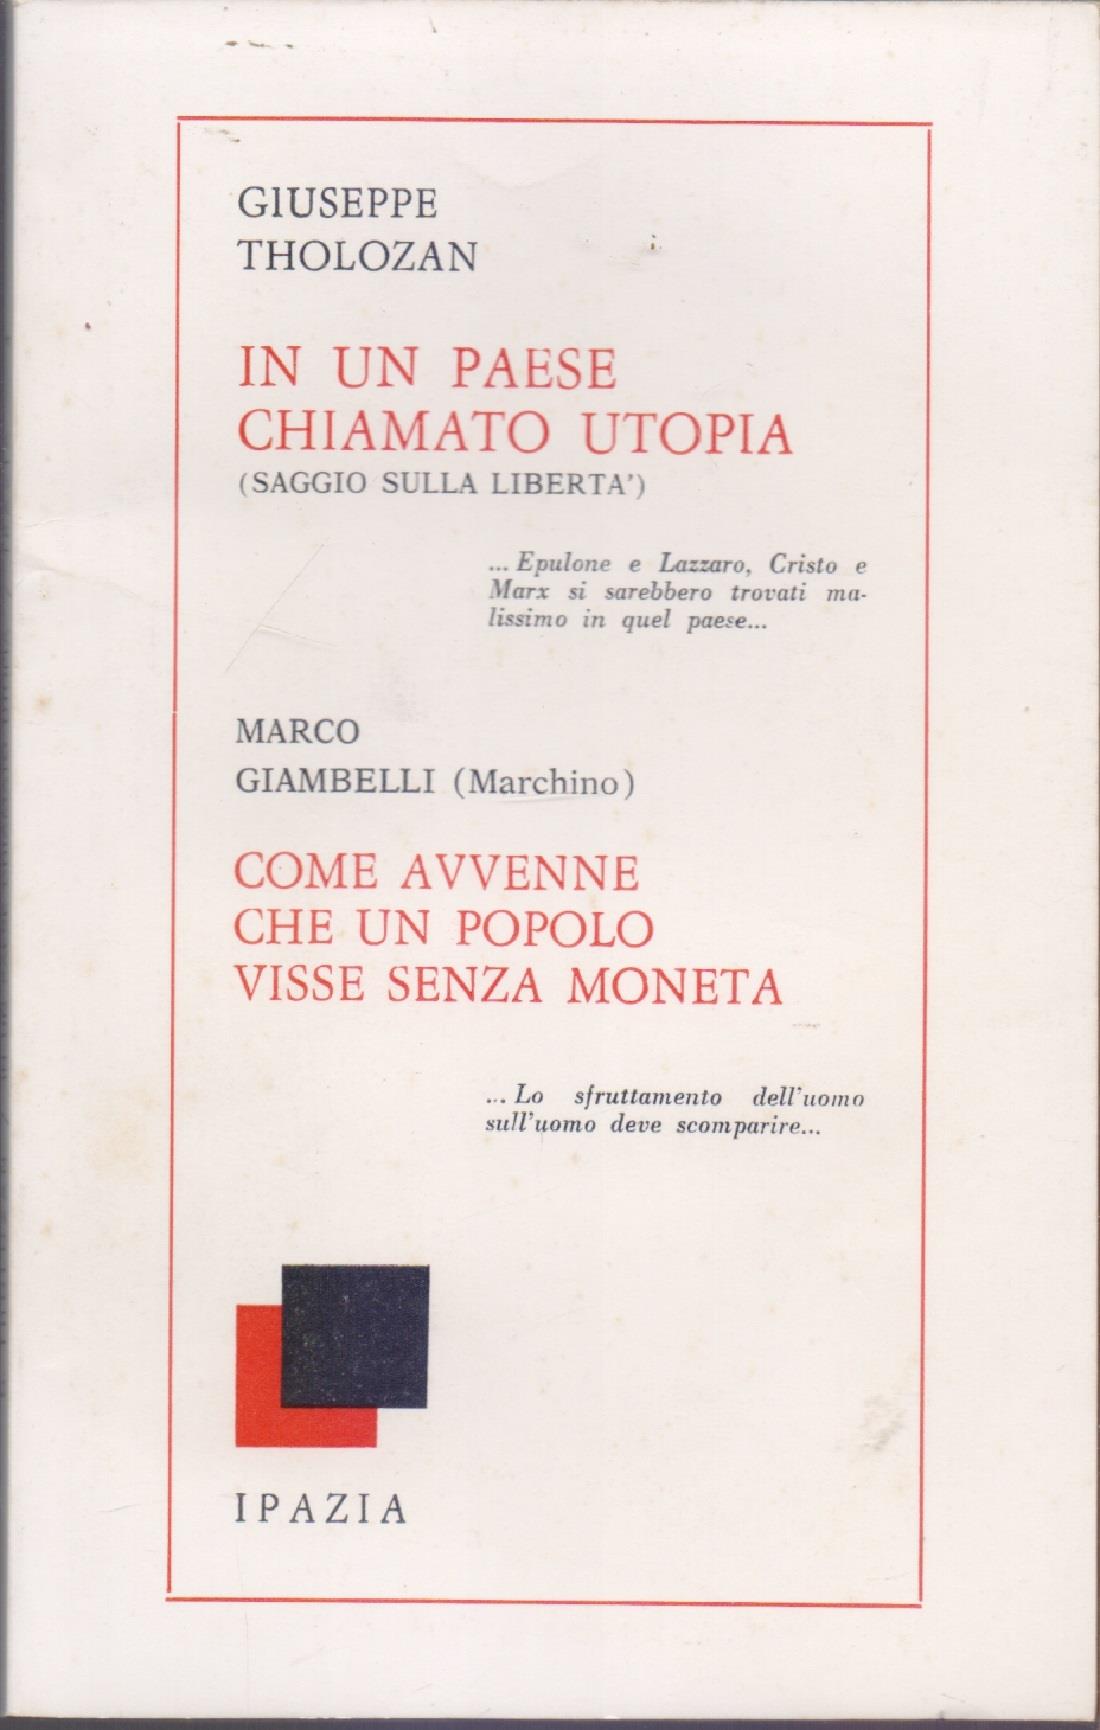 GIUSEPPE
THOLOZAN
IN UN PAESE
CHIAMATO UTOPIA
(SAGGIO SULLA LIBERTA')
... Epulone e Lazzaro, Cristo e
Marx si sarebbero trovati ma-
lissimo in quel paese...
MARCO
GIAMBELLI (Marchino)
COME AVVENNE
CHE UN POPOLO
VISSE SENZA MONETA
... Lo sfruttamento dell'uomo
sull'uomo deve scomparire...
IPAZIA